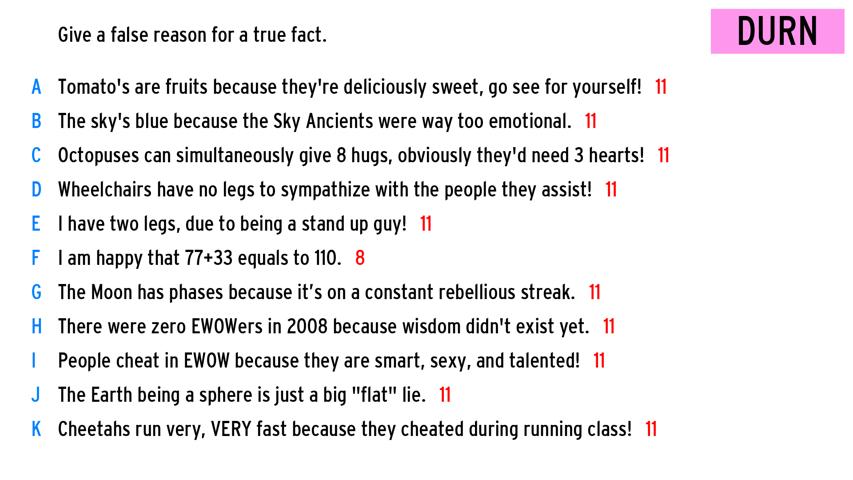 Give a false reason for a true fact.
DURN
A Tomato's are fruits because they're deliciously sweet, go see for yourself! 11
B The sky's blue because the Sky Ancients were way too emotional. 11
C Octopuses can simultaneously give 8 hugs, obviously they'd need 3 hearts! 11
D Wheelchairs have no legs to sympathize with the people they assist! 11
E I have two legs, due to being a stand up guy! 11
F I am happy that 77+33 equals to 110. 8
G The Moon has phases because it’s on a constant rebellious streak. 11
H There were zero EWOWers in 2008 because wisdom didn't exist yet. 11
I People cheat in EWOW because they are smart, sexy, and talented! 11
J The Earth being a sphere is just a big "flat" lie. 11
K Cheetahs run very, VERY fast because they cheated during running class! 11